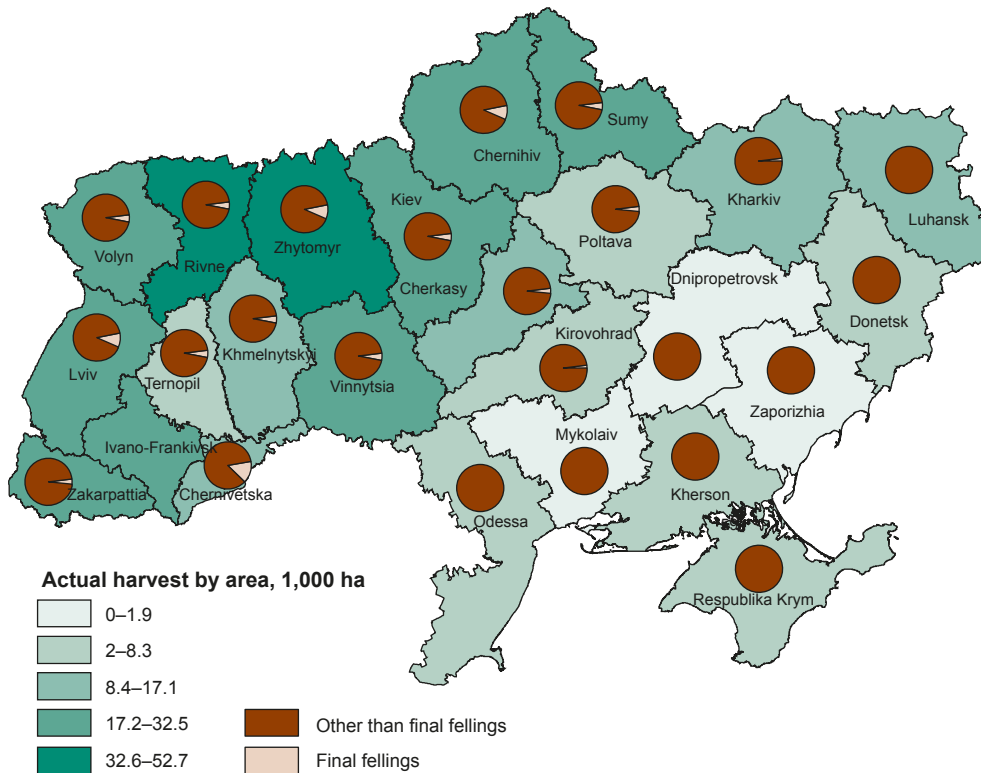 Sumy
Chernihiv
Kharkiv
Kiev
Luhansk
Poltava
Zhytomyr
Volyn
Rivne
Dnipropetrovsk
Cherkasy
Donetsk
Kirovohrad
Khmelnytskyi
Lviv
Ternopil
Vinnytsia
Zaporizhia
Mykolaiv
Ivano-Frankivsk
Zakarpattia
Chernivetska
Kherson
Odessa
Respublika Krym
Actual harvest by area, 1,000 ha
0–1.9
2–8.3
8.4–17.1
17.2–32.5
32.6–52.7
Other than final fellings
Final fellings